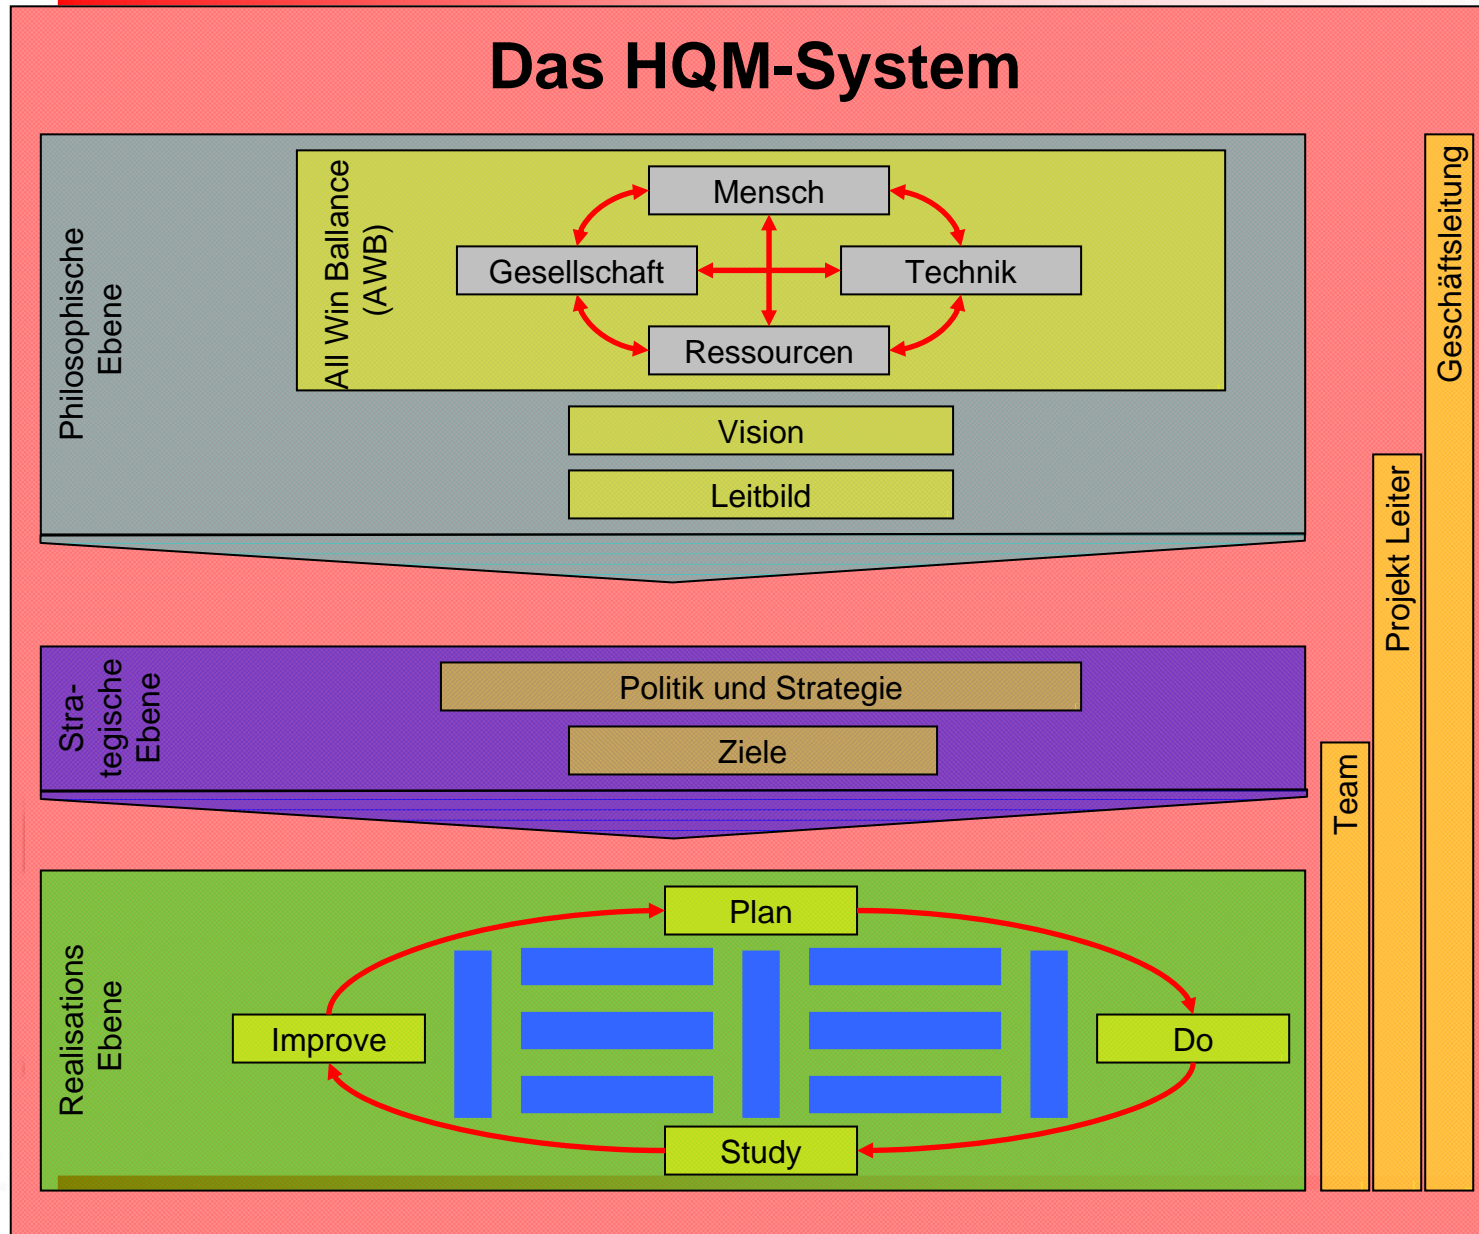 Das HQM-System
Philosophische
Ebene
All Win Ballance
(AWB)
Mensch
Gesellschaft
Technik
Ressourcen
Vision
Leitbild
Stra-
tegische
Ebene
Politik und Strategie
Ziele
Realisations
Ebene
Plan
Improve
Do
Study
Team
Projekt Leiter
Geschäftsleitung